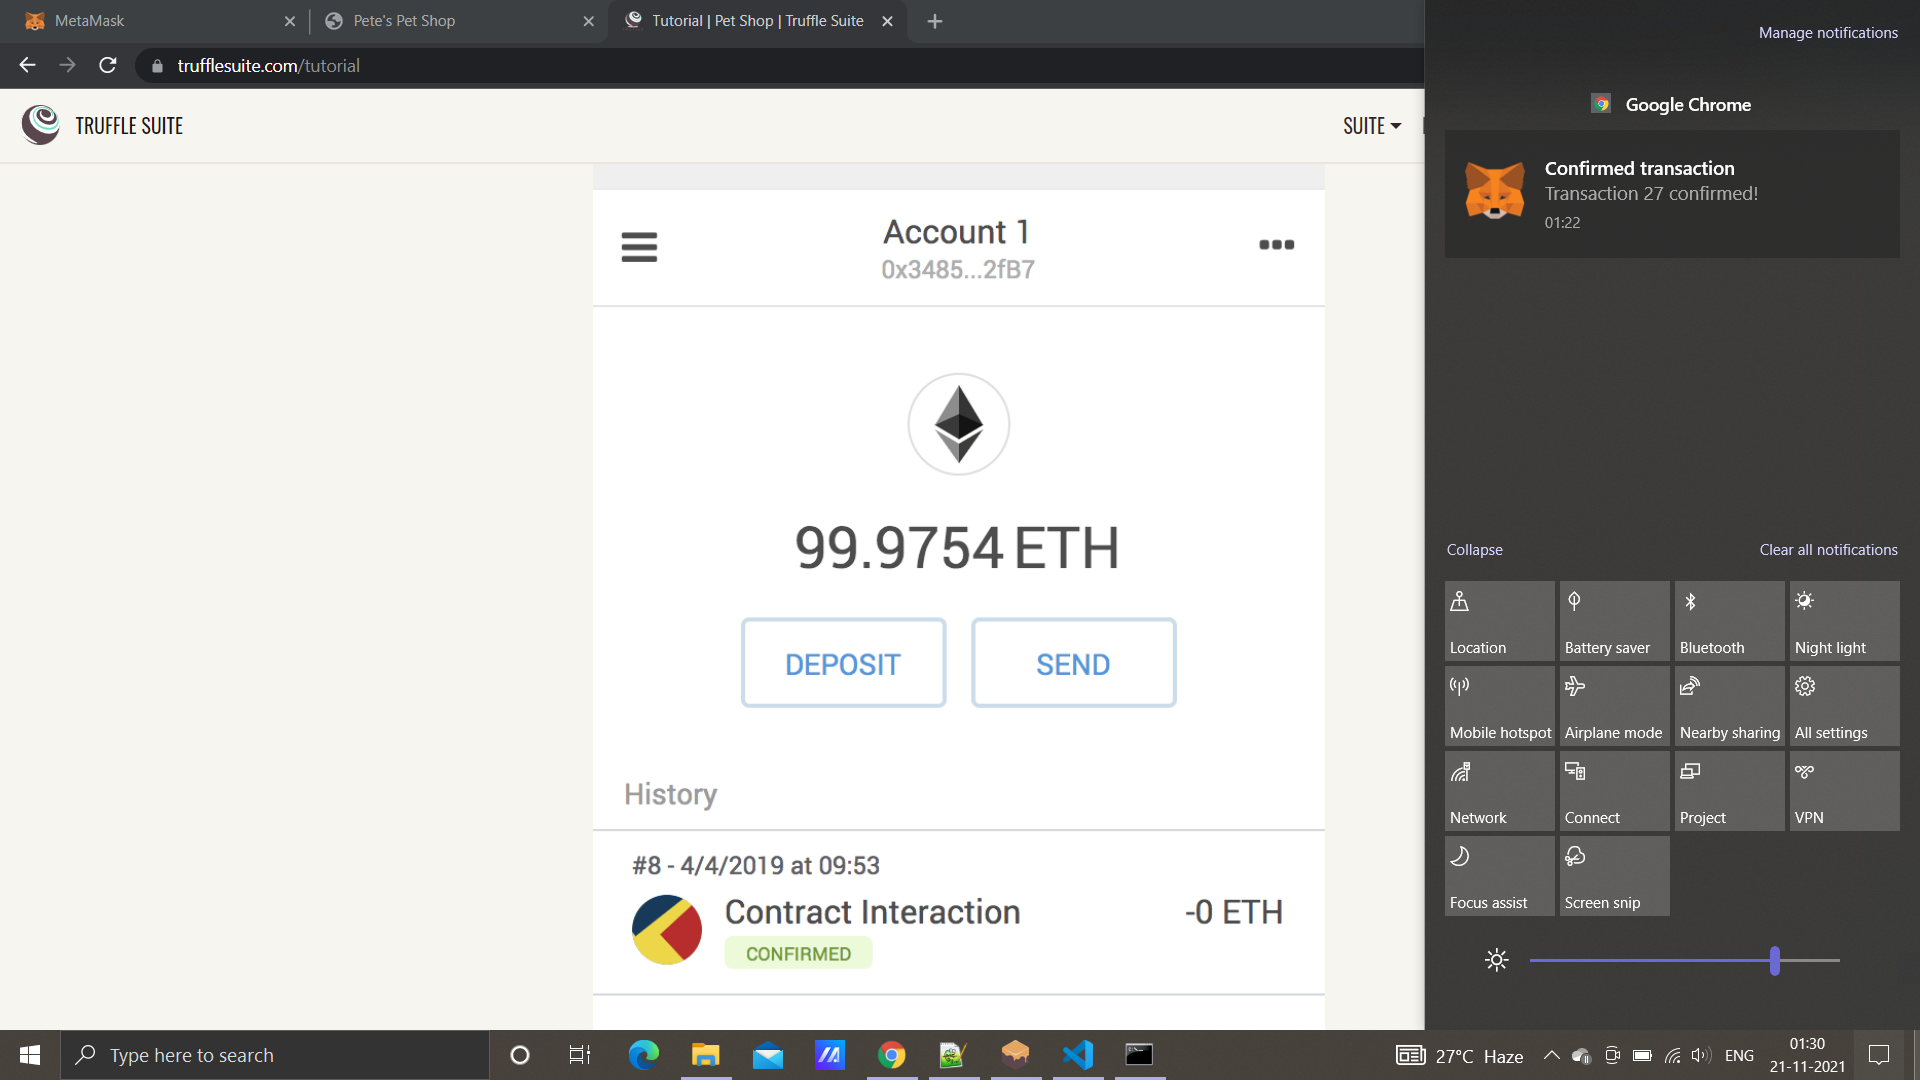 MetaMask
Pete's Pet Shop
Tutorial | Pet Shop | Truffle Suite
trufflesuite.com/tutorial
TRUFFLE SUITE
SUITE
Account 1
0x3485...2fB7
99.9754 ETH
DEPOSIT
SEND
History
#8 - 4/4/2019 at 09:53
Contract Interaction
-0 ETH
CONFIRMED
Manage notifications
Google Chrome
Confirmed transaction
Transaction 27 confirmed!
01:22
Collapse
Clear all notifications
Location
Battery saver
Bluetooth
Night light
Mobile hotspot
Airplane mode
Nearby sharing
All settings
Network
Connect
Project
VPN
Focus assist
Screen snip
Type here to search
27°C Haze
ENG
01:30
21-11-2021